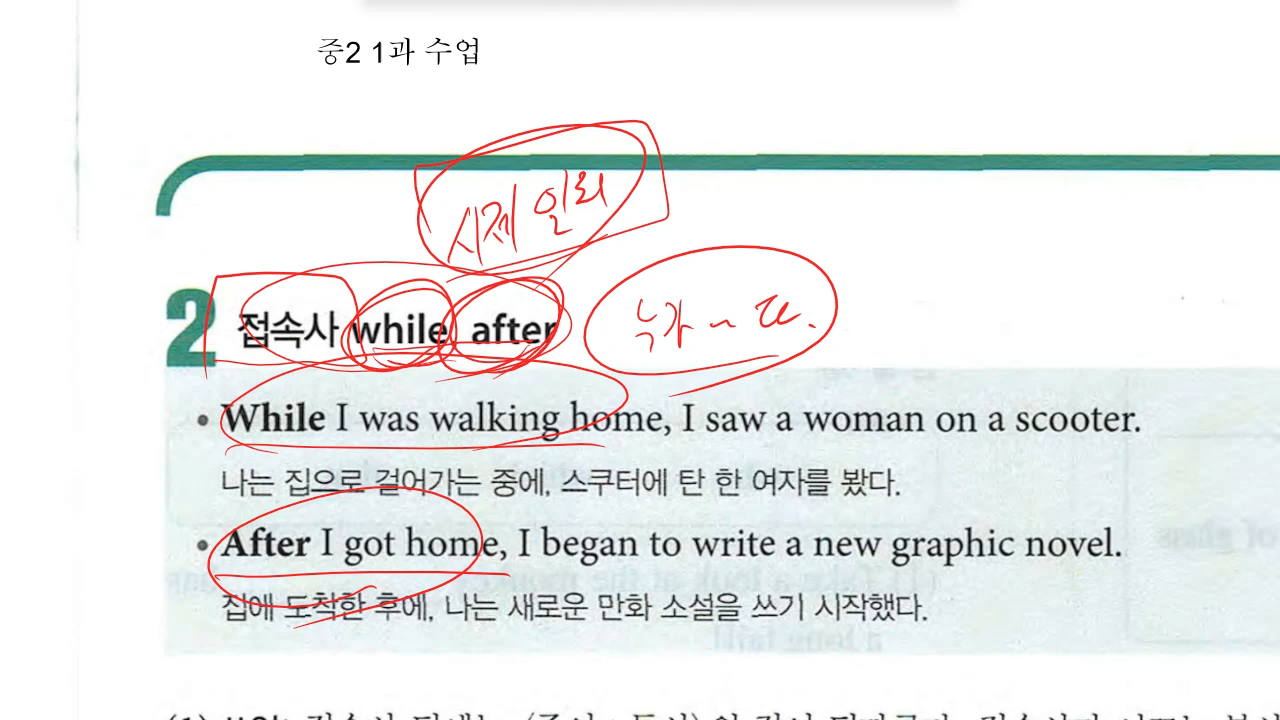 중2 1과 수업
시제 일치
2 접속사 while, after
누가 ~ 다.
• While I was walking home, I saw a woman on a scooter.
나는 집으로 걸어가는 중에, 스쿠터에 탄 한 여자를 봤다.
• After I got home, I began to write a new graphic novel.
집에 도착한 후에, 나는 새로운 만화 소설을 쓰기 시작했다.